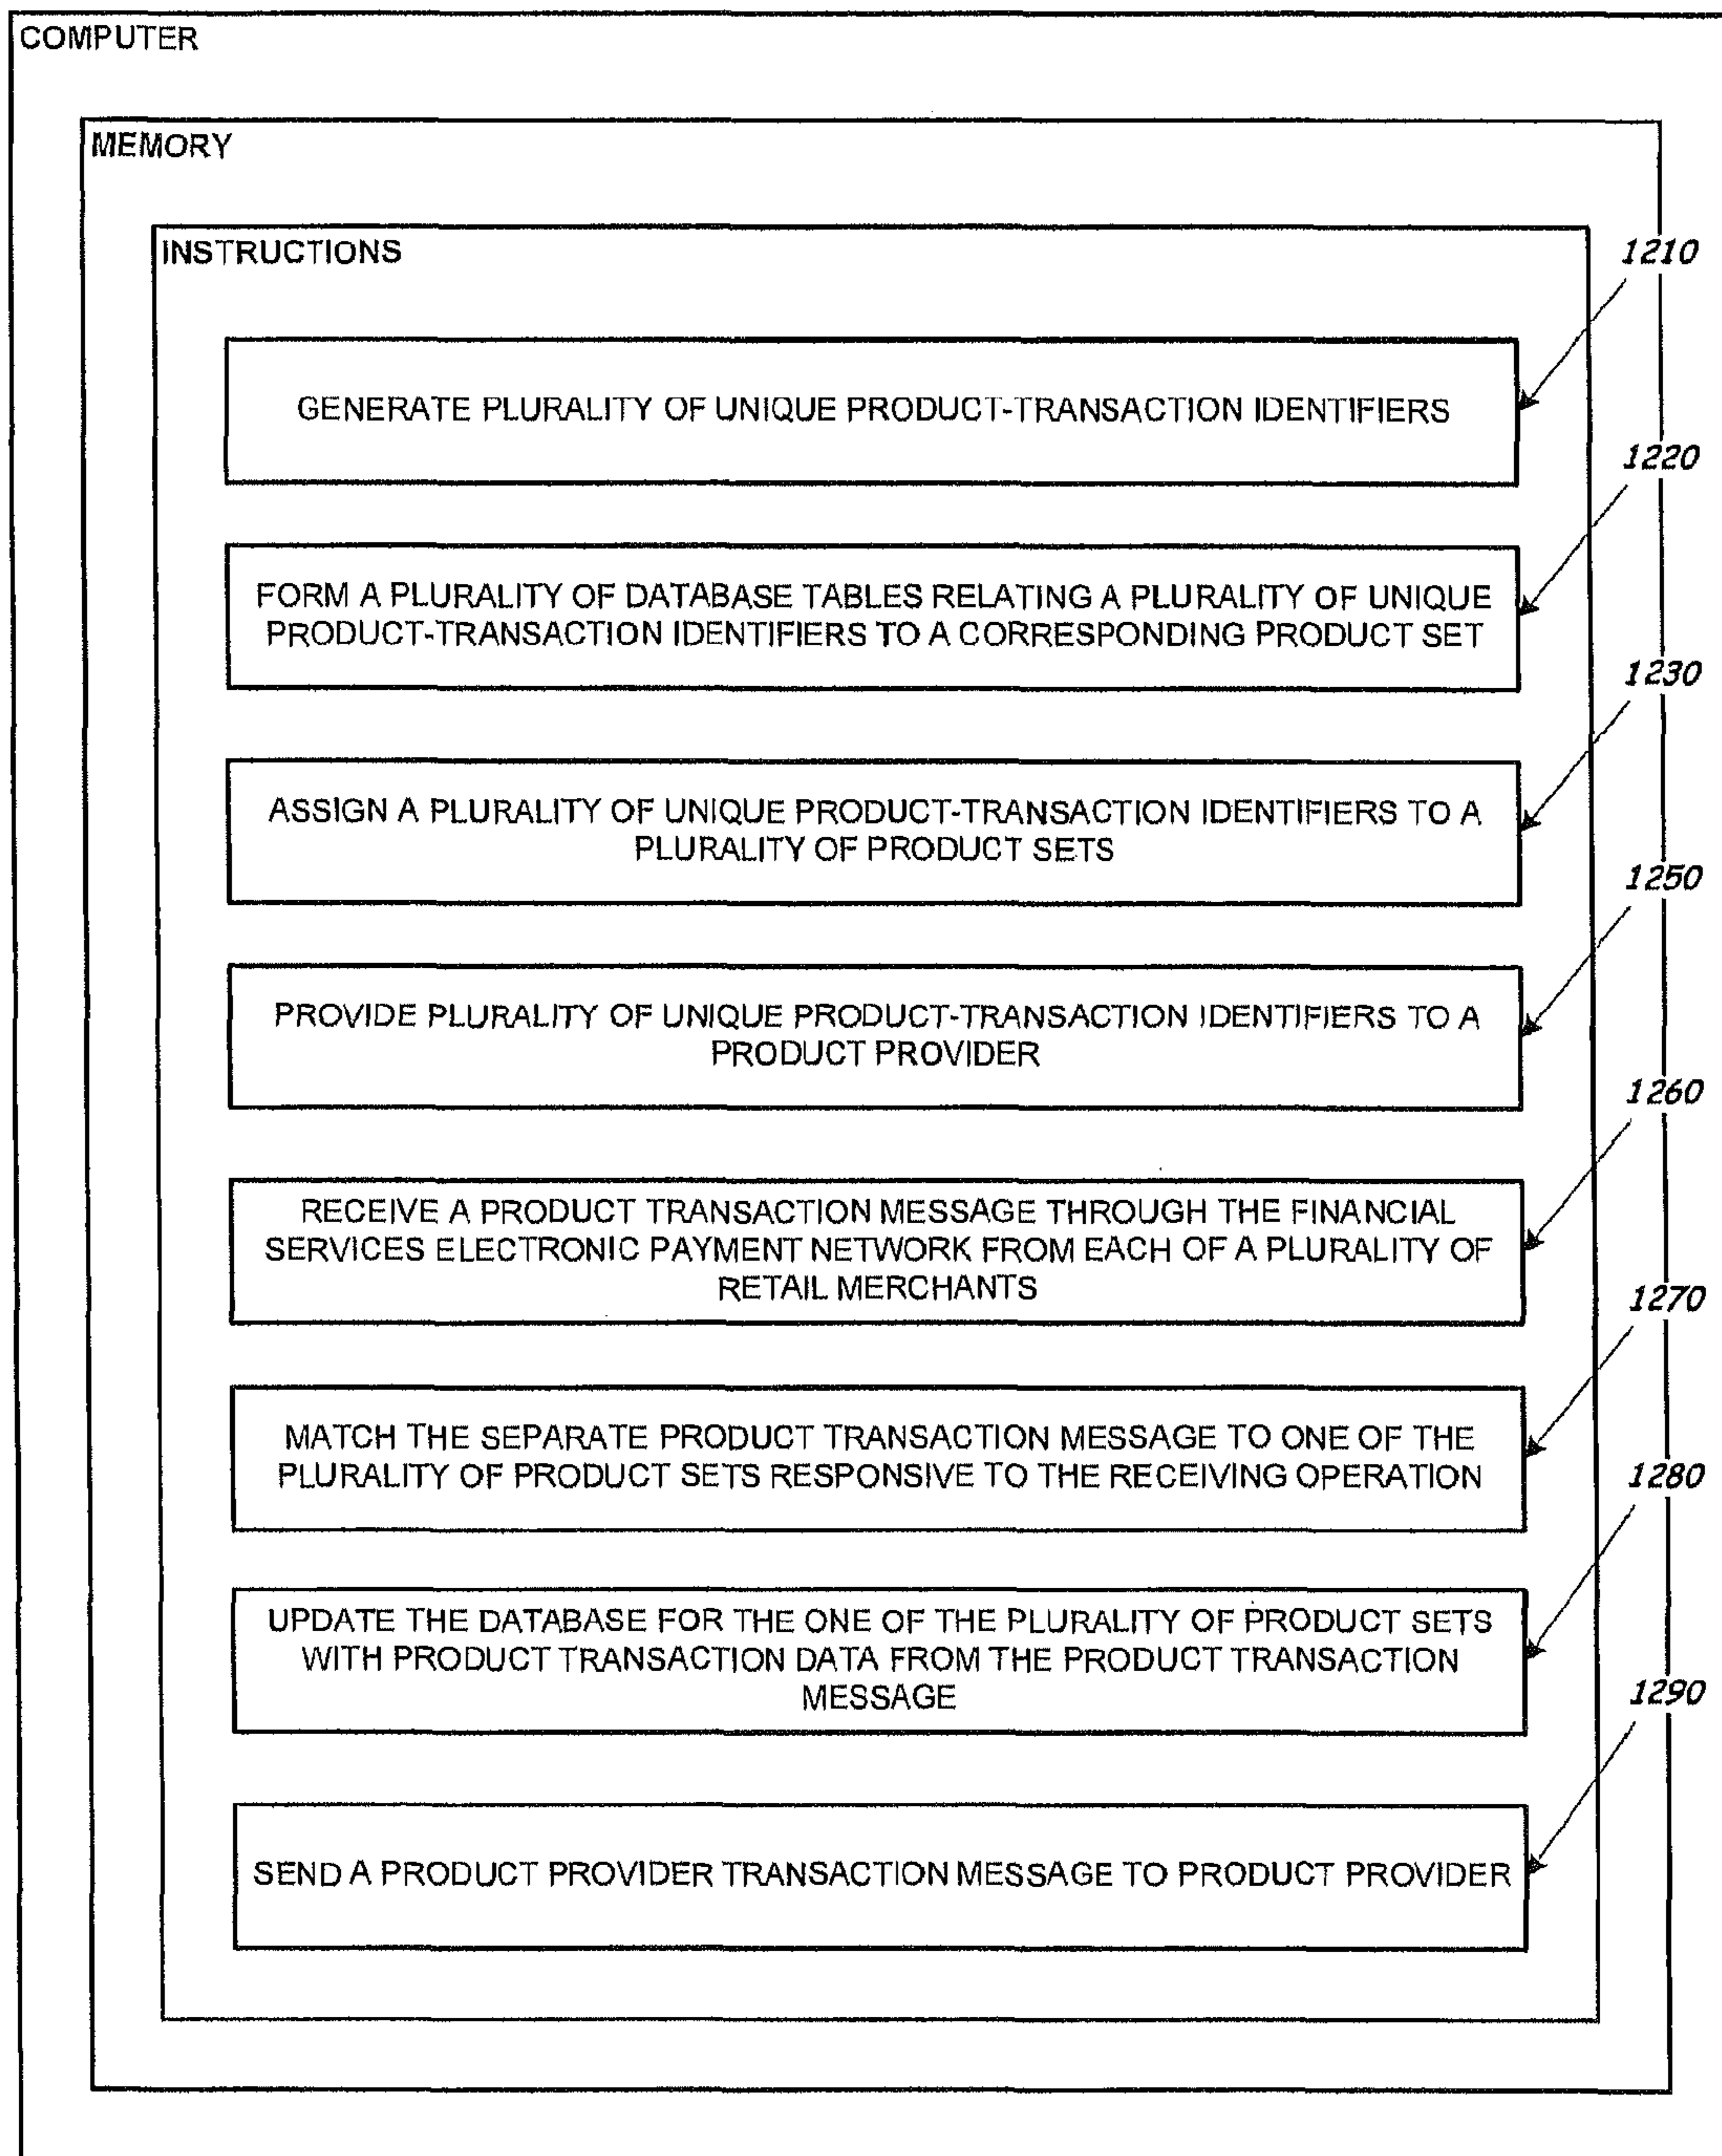 COMPUTER
MEMORY
INSTRUCTIONS
1210
GENERATE PLURALITY OF UNIQUE PRODUCT-TRANSACTION IDENTIFIERS
1220
FORM A PLURALITY OF DATABASE TABLES RELATING A PLURALITY OF UNIQUE
PRODUCT-TRANSACTION IDENTIFIERS TO A CORRESPONDING PRODUCT SET
1230
ASSIGN A PLURALITY OF UNIQUE PRODUCT-TRANSACTION IDENTIFIERS TO A
PLURALITY OF PRODUCT SETS
1250
PROVIDE PLURALITY OF UNIQUE PRODUCT-TRANSACTION IDENTIFIERS TO A
PRODUCT PROVIDER
1260
RECEIVE A PRODUCT TRANSACTION MESSAGE THROUGH THE FINANCIAL
SERVICES ELECTRONIC PAYMENT NETWORK FROM EACH OF A PLURALITY OF
RETAIL MERCHANTS
1270
MATCH THE SEPARATE PRODUCT TRANSACTION MESSAGE TO ONE OF THE
PLURALITY OF PRODUCT SETS RESPONSIVE TO THE RECEIVING OPERATION
1280
UPDATE THE DATABASE FOR THE ONE OF THE PLURALITY OF PRODUCT SETS
WITH PRODUCT TRANSACTION DATA FROM THE PRODUCT TRANSACTION
MESSAGE
1290
SEND A PRODUCT PROVIDER TRANSACTION MESSAGE TO PRODUCT PROVIDER